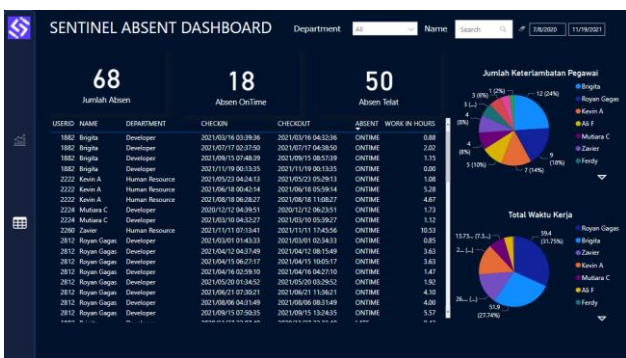 SENTINEL ABSENT DASHBOARD
Department All Name Search 7/8/2020 11/19/2021
68
Jumlah Absen
18
Absen OnTime
50
Absen Telat
USERID NAME DEPARTMENT CHECKIN CHECKOUT ABSENT WORK IN HOURS
1882 Brigita Developer 2021/03/16 03:39:36 2021/03/16 04:32:36 ONTIME 0.88
1882 Brigita Developer 2021/07/17 02:37:50 2021/07/17 04:38:50 ONTIME 2.02
1882 Brigita Developer 2021/09/15 07:48:39 2021/09/15 08:57:39 ONTIME 1.15
1882 Brigita Developer 2021/11/19 00:13:35 2021/11/19 00:13:35 ONTIME 0.00
2222 Kevin A Human Resource 2021/05/23 04:24:13 2021/05/23 05:29:13 ONTIME 1.08
2222 Kevin A Human Resource 2021/06/18 00:42:14 2021/06/18 05:59:14 ONTIME 5.28
2222 Kevin A Human Resource 2021/08/18 06:28:27 2021/08/18 11:08:27 ONTIME 4.67
2224 Mutiara C Developer 2020/12/12 04:39:51 2020/12/12 06:23:51 ONTIME 1.73
2224 Mutiara C Developer 2021/03/10 04:32:27 2021/03/10 05:39:27 ONTIME 1.12
2260 Zavier Human Resource 2021/11/11 07:13:41 2021/11/11 17:45:56 ONTIME 10.53
2812 Royan Gagas Developer 2021/03/01 01:43:33 2021/03/01 02:34:33 ONTIME 0.85
2812 Royan Gagas Developer 2021/04/12 04:37:49 2021/04/12 08:15:49 ONTIME 3.63
2812 Royan Gagas Developer 2021/04/15 06:27:17 2021/04/15 10:05:17 ONTIME 3.63
2812 Royan Gagas Developer 2021/04/16 02:59:10 2021/04/16 04:27:10 ONTIME 1.47
2812 Royan Gagas Developer 2021/05/20 01:34:52 2021/05/20 03:29:52 ONTIME 1.92
2812 Royan Gagas Developer 2021/06/21 07:30:21 2021/06/21 11:36:21 ONTIME 4.10
2812 Royan Gagas Developer 2021/08/06 04:31:49 2021/08/06 08:31:49 ONTIME 4.00
2812 Royan Gagas Developer 2021/09/15 07:50:35 2021/09/15 13:24:35 ONTIME 5.57
Jumlah Keterlambatan Pegawai
12 (24%)
9 (18%)
7 (14%)
5 (10%)
4 (8%)
4 (8%)
3 (...)
3 (6%)
1 (2%)
Brigita
Royan Gagas
Kevin A
Ali F
Mutiara C
Zavier
Ferdy
Total Waktu Kerja
59.4 (31.75%)
51.9 (27.74%)
26.... (...)
2... (...)
13.73... (7.3...)
Royan Gagas
Brigita
Zavier
Kevin A
Mutiara C
Ali F
Ferdy